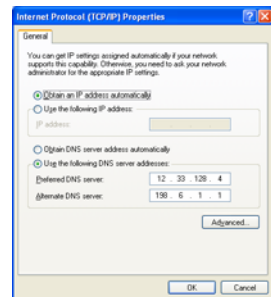 Internet Protocol (TCP/IP) Properties
General
You can get IP settings assigned automatically if your network
supports this capability. Otherwise, you need to ask your network
administrator for the appropriate IP settings.
Obtain an IP address automatically
Use the following IP address:
IP address:
Obtain DNS server address automatically
Use the following DNS server addresses:
Preferred DNS server: 12 . 33 . 128 . 4
Alternate DNS server: 198 . 6 . 1 . 1
Advanced...
OK Cancel